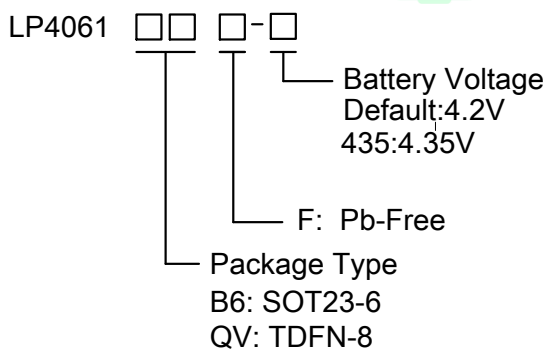 LP4061 □□ □-□
Battery Voltage
Default:4.2V
435:4.35V
F: Pb-Free
Package Type
B6: SOT23-6
QV: TDFN-8